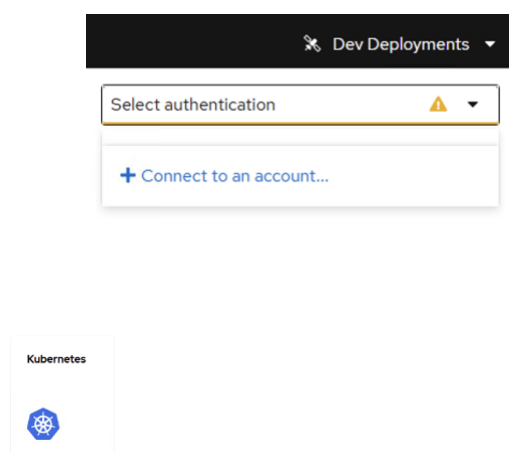 Dev Deployments
Select authentication
Connect to an account...
Kubernetes